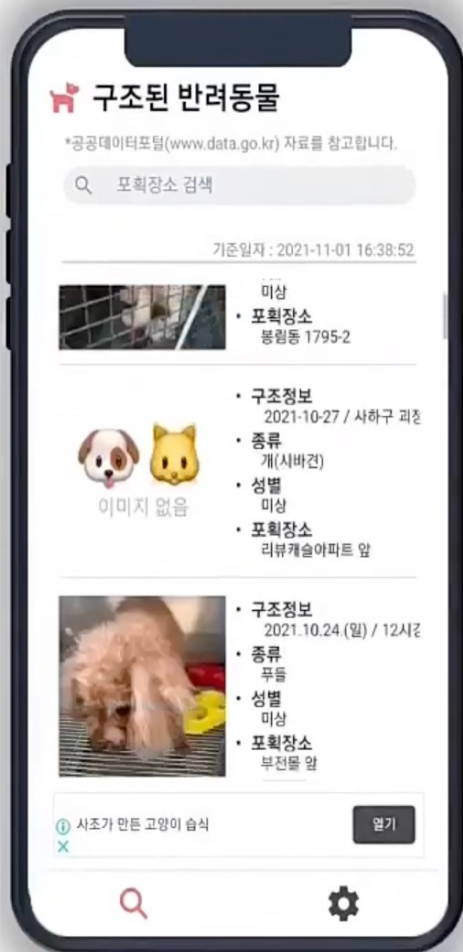 구조된 반려동물
*공공데이터포털(www.data.go.kr) 자료를 참고합니다.
포획장소 검색
기준일자 : 2021-11-01 16:38:52
미상
• 포획장소
봉림동 1795-2
• 구조정보
2021-10-27 / 사하구 괴정
• 종류
개(시바견)
• 성별
미상
• 포획장소
리뷰캐슬아파트 앞
이미지 없음
• 구조정보
2021.10.24.(일) / 12시경
• 종류
푸들
• 성별
미상
• 포획장소
부전몰 앞
사조가 만든 고양이 습식
열기